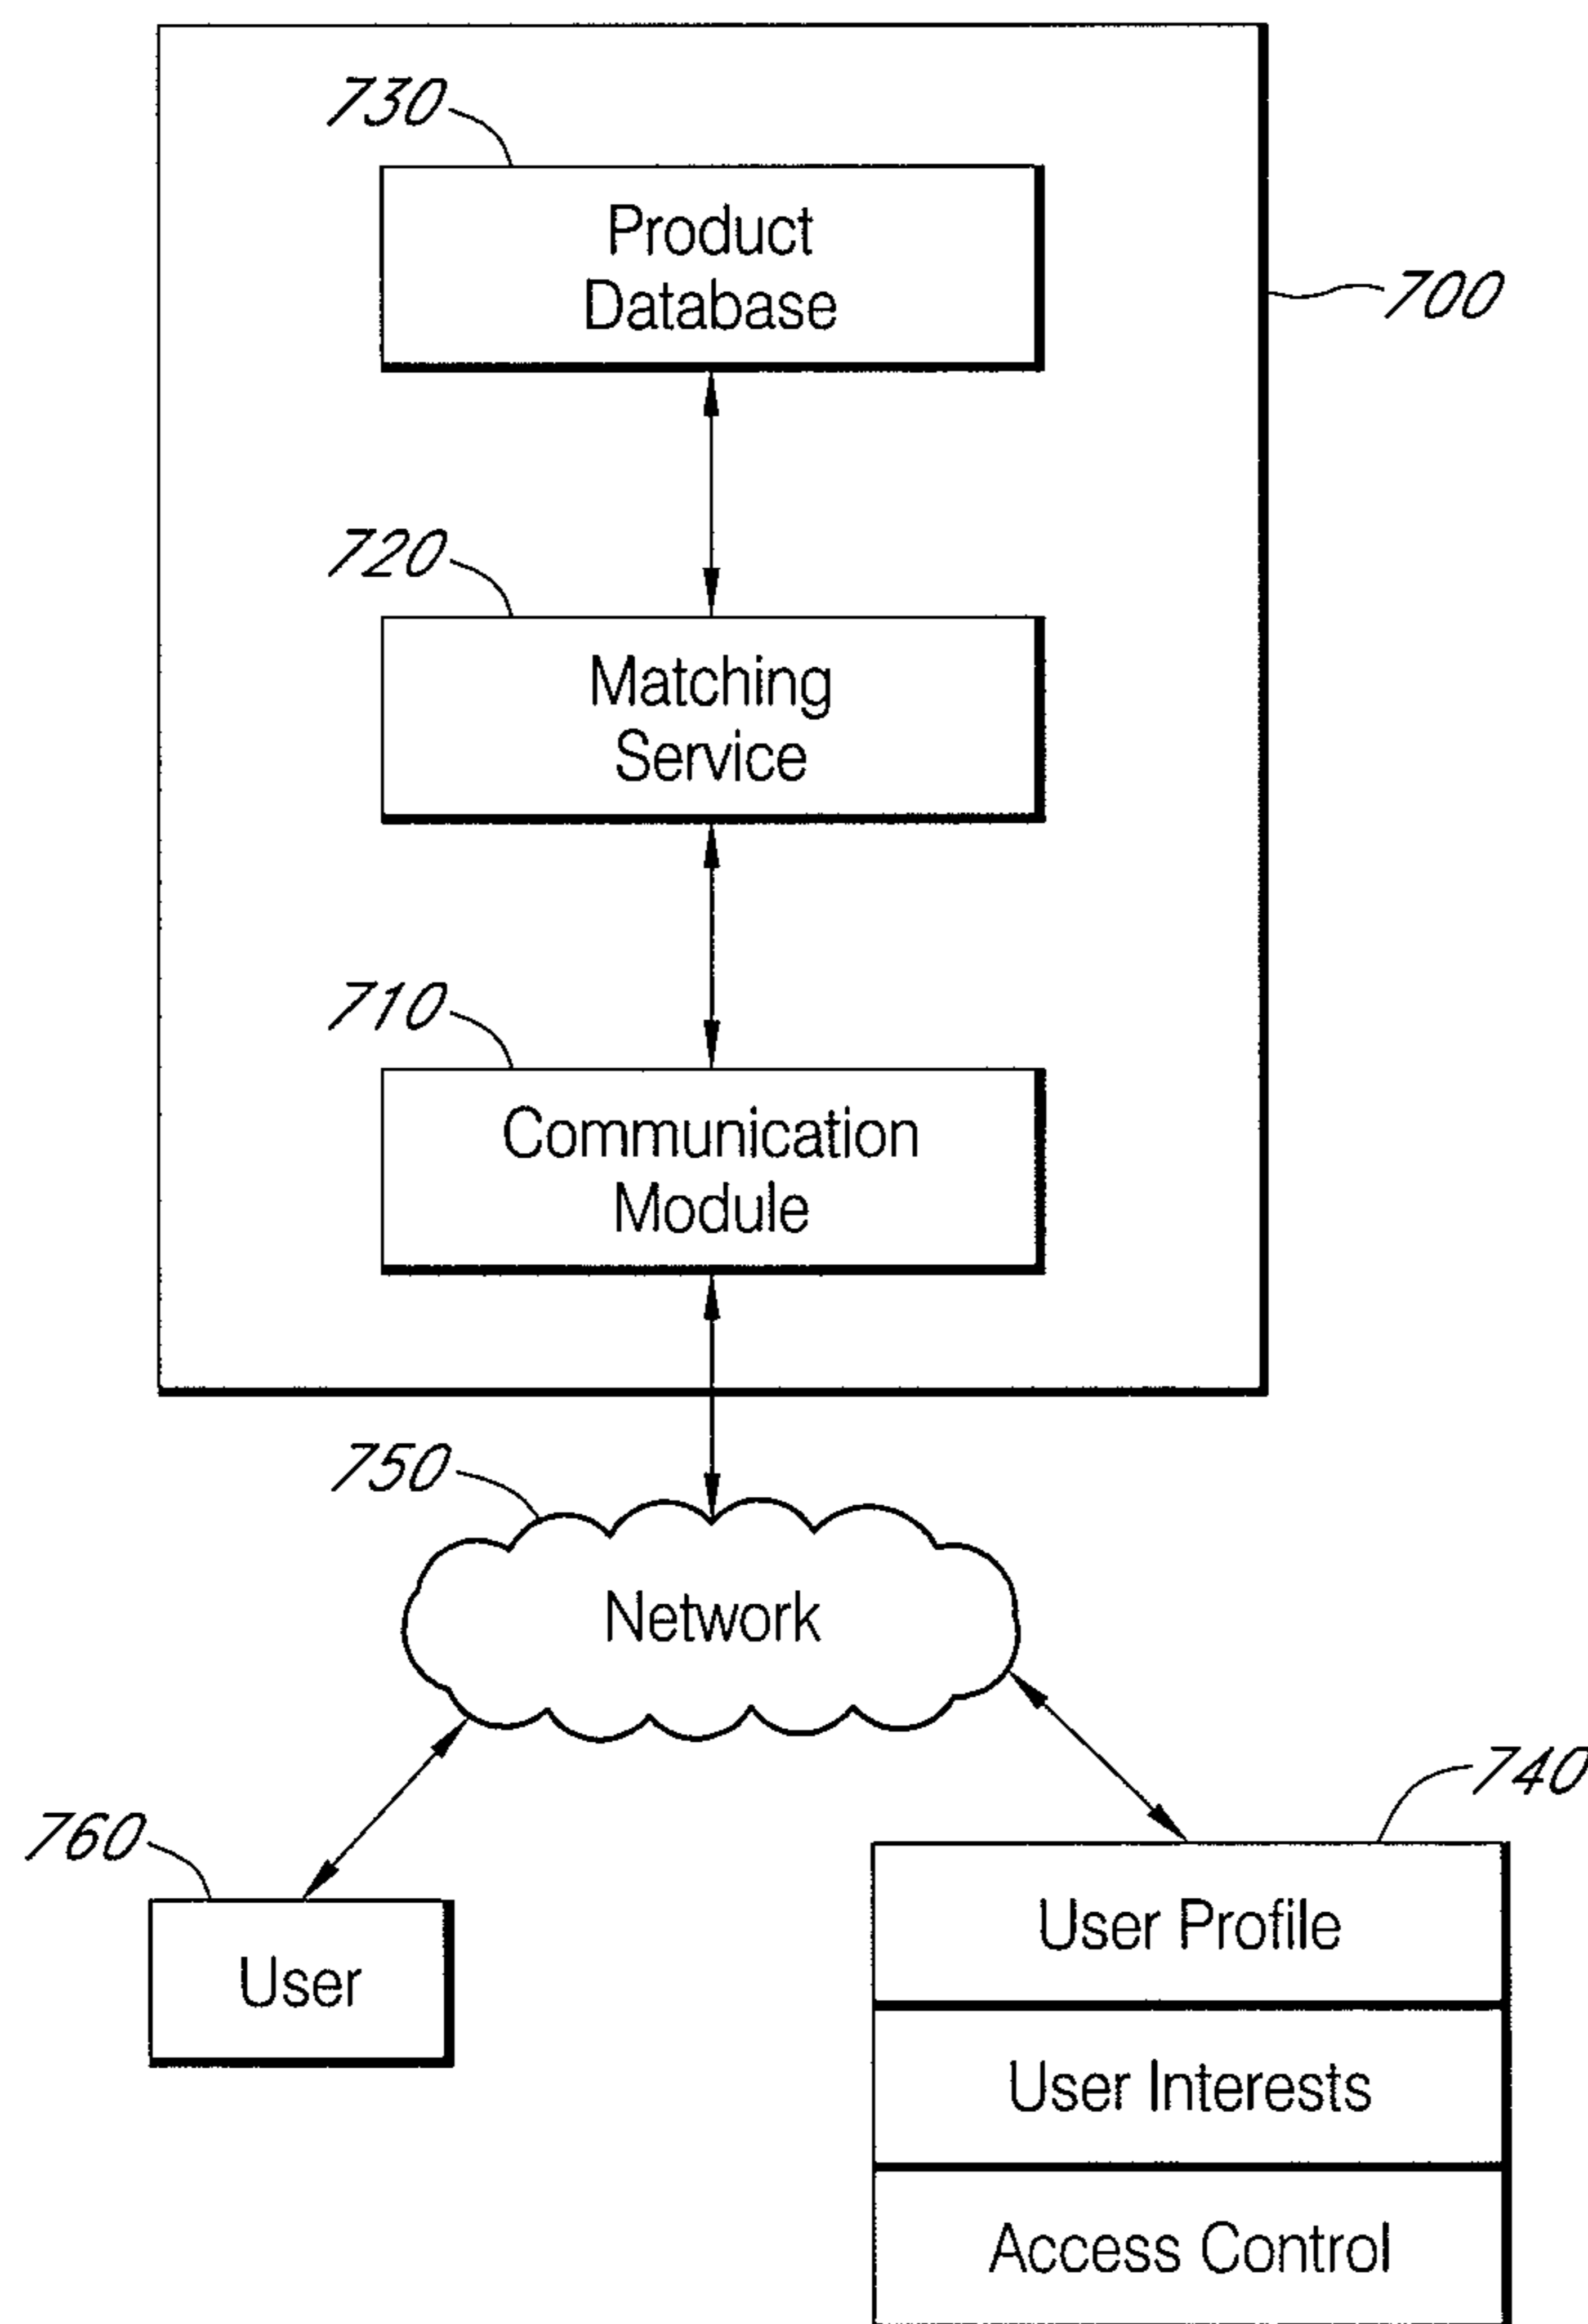 730
Product
Database
700
720
Matching
Service
710
Communication
Module
750
Network
740
760
User Profile
User
User Interests
Access Control